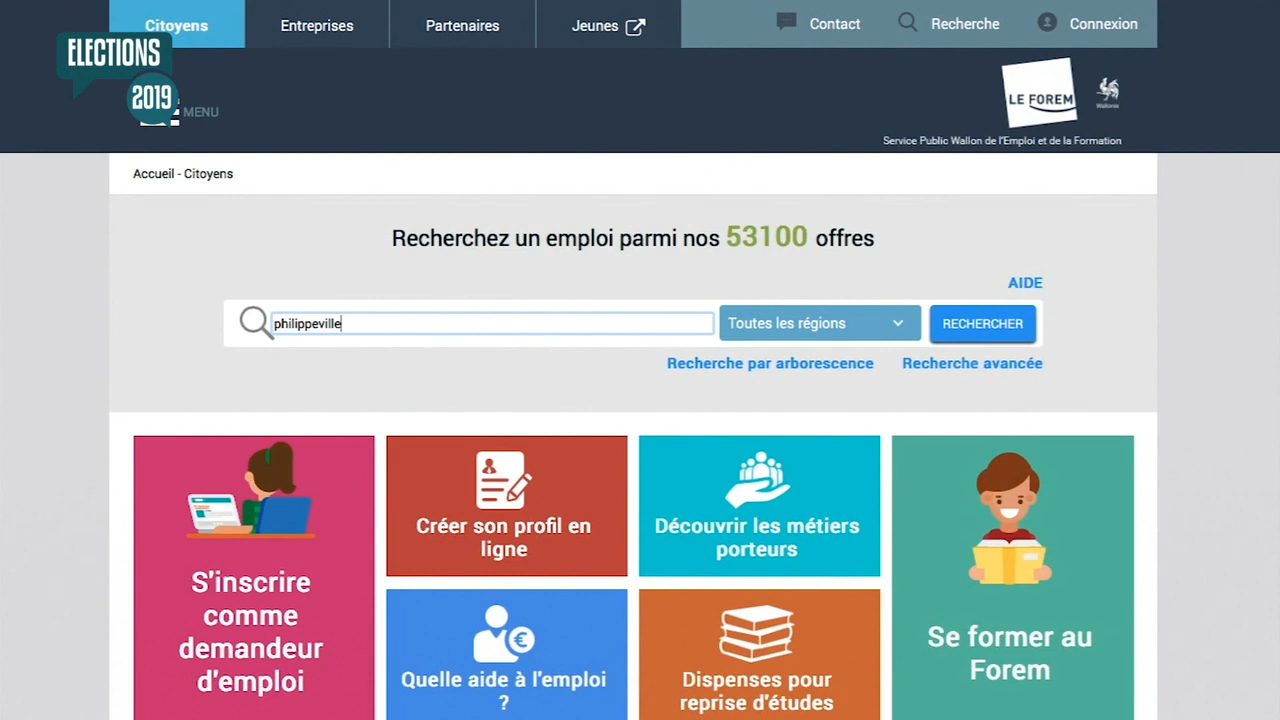 Citoyens
Entreprises
Partenaires
Jeunes
Contact
Recherche
Connexion
ELECTIONS
2019
MENU
LE FOREM
Wallonie
Service Public Wallon de l'Emploi et de la Formation
Accueil - Citoyens
Recherchez un emploi parmi nos 53100 offres
AIDE
philippeville
Toutes les régions
RECHERCHER
Recherche par arborescence
Recherche avancée
S'inscrire
comme
demandeur
d'emploi
Créer son profil en
ligne
Découvrir les métiers
porteurs
Quelle aide à l'emploi
?
Dispenses pour
reprise d'études
Se former au
Forem